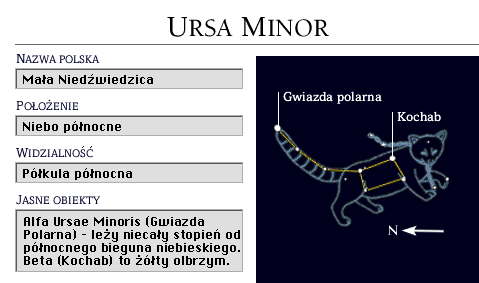 URSA MINOR
NAZWA POLSKA
Mała Niedźwiedzica
POŁOŻENIE
Niebo północne
WIDZIALNOŚĆ
Półkula północna
JASNE OBIEKTY
Alfa Ursae Minoris (Gwiazda
Polarna) - leży niecały stopień od
północnego bieguna niebieskiego.
Beta (Kochab) to żółty olbrzym.
Gwiazda polarna
Kochab
N